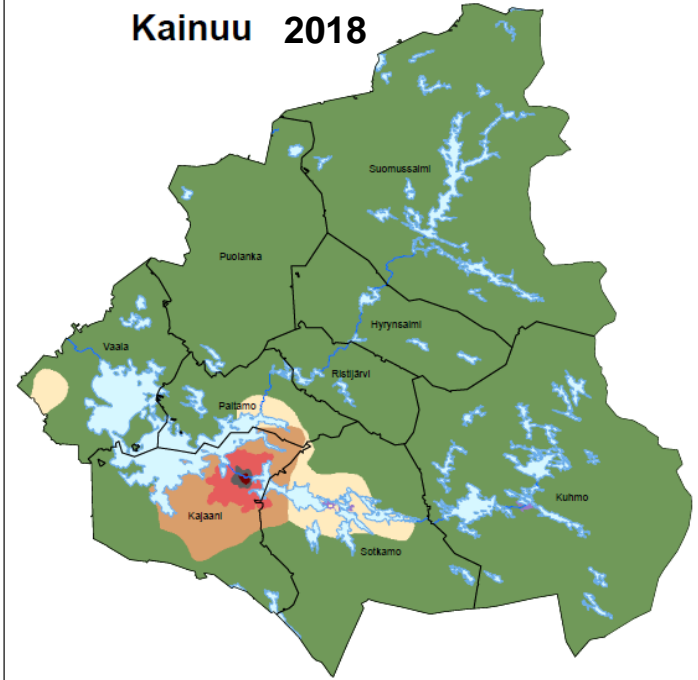 Kainuu 2018
Suomussalmi
Puolanka
Hyrynsalmi
Vaala
Ristijärvi
Paltamo
Kuhmo
Kajaani
Sotkamo